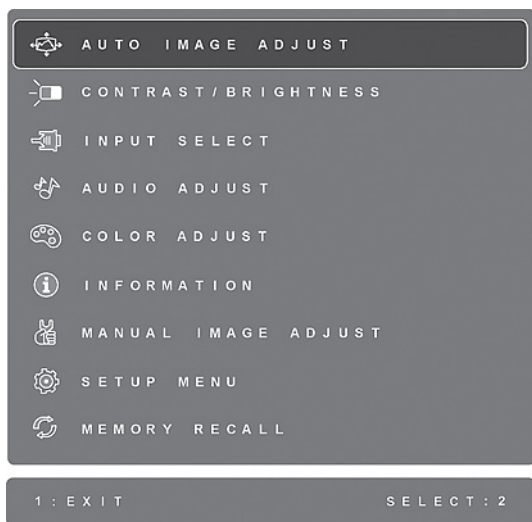 AUTO IMAGE ADJUST
CONTRAST/BRIGHTNESS
INPUT SELECT
AUDIO ADJUST
COLOR ADJUST
INFORMATION
MANUAL IMAGE ADJUST
SETUP MENU
MEMORY RECALL
1:EXIT SELECT:2